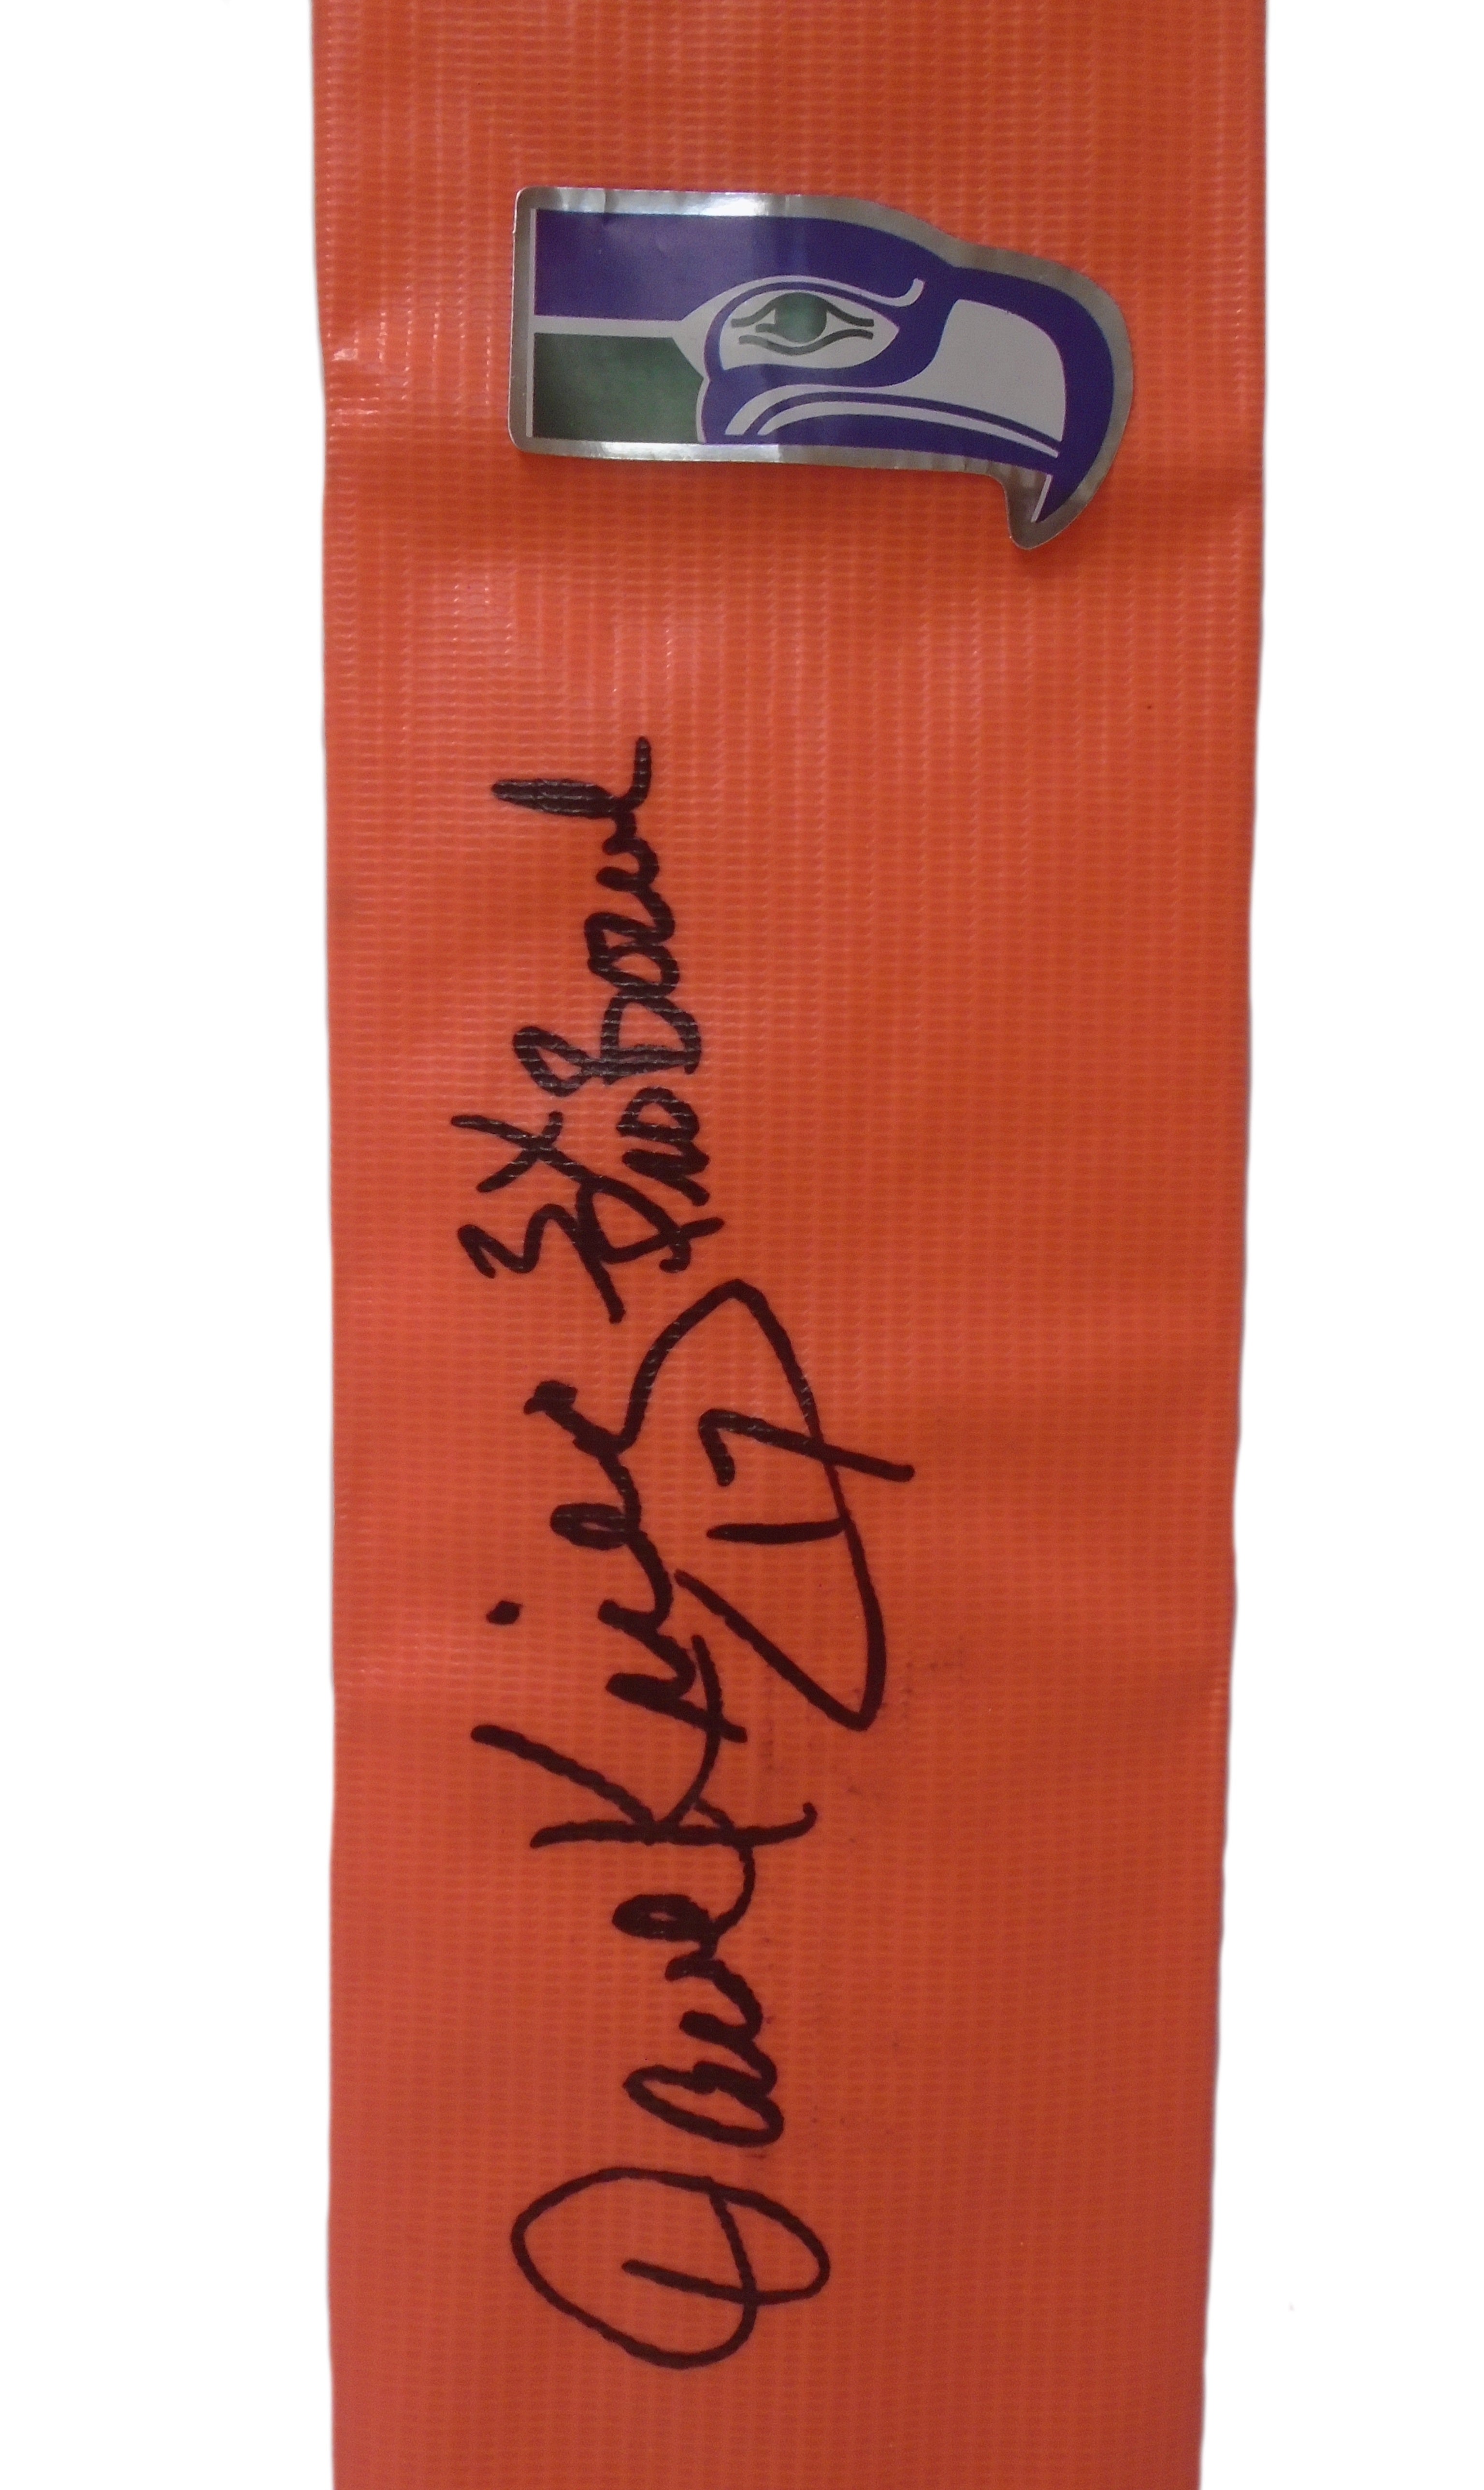 Dave Krieg
17
3X
Pro Bowl